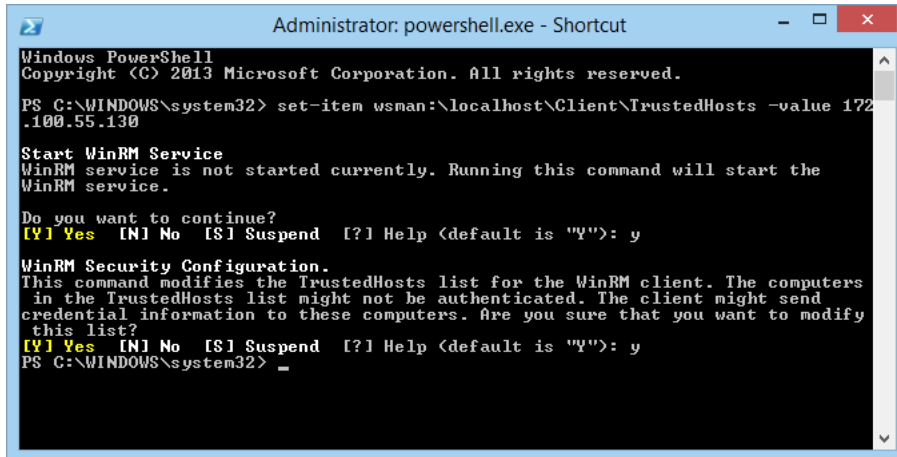 Administrator: powershell.exe - Shortcut
Windows PowerShell
Copyright (C) 2013 Microsoft Corporation. All rights reserved.
PS C:\WINDOWS\system32> set-item wsman:\localhost\Client\TrustedHosts -value 172
.100.55.130
Start WinRM Service
WinRM service is not started currently. Running this command will start the
WinRM service.
Do you want to continue?
[Y] Yes  [N] No  [S] Suspend  [?] Help (default is "Y"): y
WinRM Security Configuration.
This command modifies the TrustedHosts list for the WinRM client. The computers
 in the TrustedHosts list might not be authenticated. The client might send
credential information to these computers. Are you sure that you want to modify
 this list?
[Y] Yes  [N] No  [S] Suspend  [?] Help (default is "Y"): y
PS C:\WINDOWS\system32> _